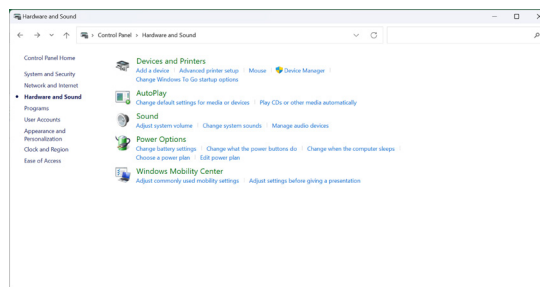 Hardware and Sound
Control Panel > Hardware and Sound
Control Panel Home
System and Security
Network and Internet
Hardware and Sound
Programs
User Accounts
Appearance and
Personalization
Clock and Region
Ease of Access
Devices and Printers
Add a device | Advanced printer setup | Mouse | Device Manager |
Change Windows To Go startup options
AutoPlay
Change default settings for media or devices | Play CDs or other media automatically
Sound
Adjust system volume | Change system sounds | Manage audio devices
Power Options
Change battery settings | Change what the power buttons do | Change when the computer sleeps |
Choose a power plan | Edit power plan
Windows Mobility Center
Adjust commonly used mobility settings | Adjust settings before giving a presentation